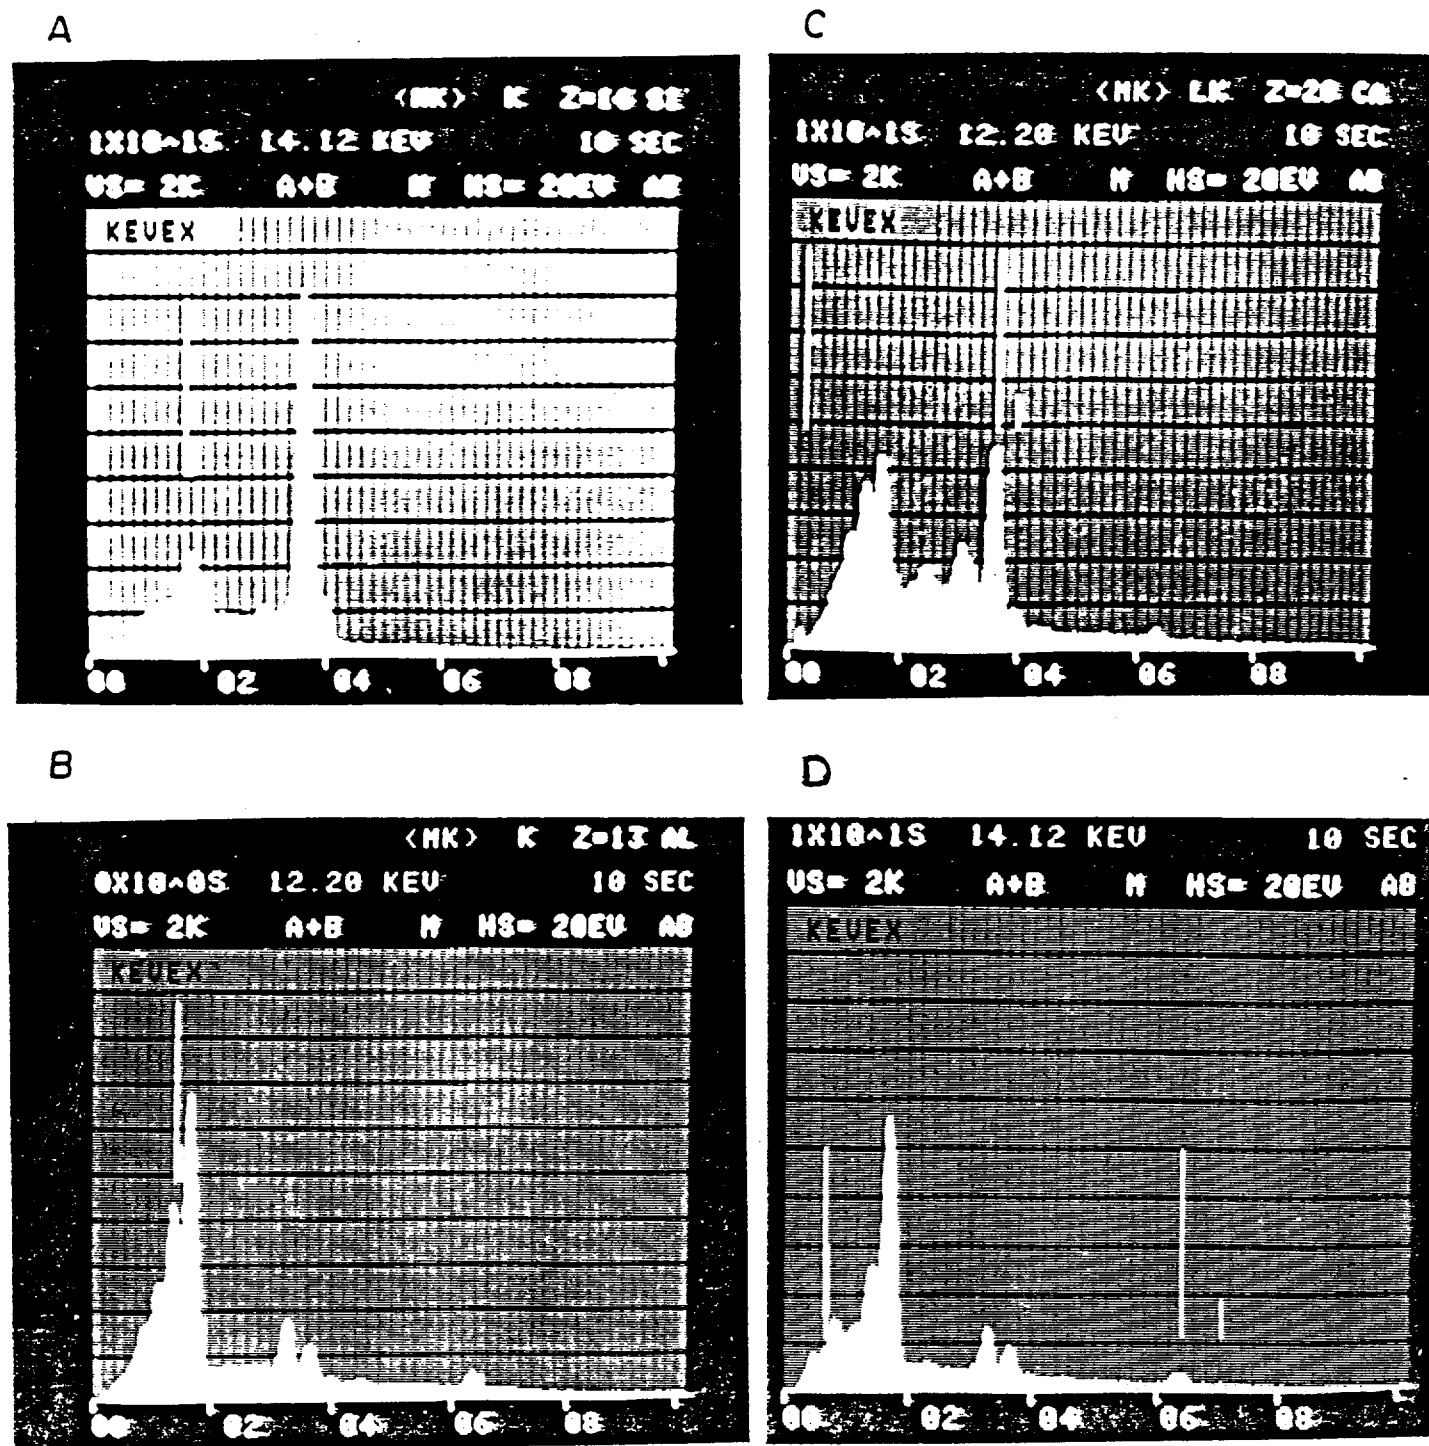 A
<MK> K Z=14 SI
1X10^1S 14.12 KEV 10 SEC
VS= 2K A+B M HS= 20EV AB
KEVEX
00 02 04 06 08
B
<MK> K Z=13 AL
0X10^0S 12.20 KEV 10 SEC
VS= 2K A+B M HS= 20EV AB
KEVEX
00 02 04 06 08
C
<MK> LK Z=20 CA
1X10^1S 12.20 KEV 10 SEC
VS= 2K A+B M HS= 20EV AB
KEVEX
00 02 04 06 08
D
1X10^1S 14.12 KEV 10 SEC
VS= 2K A+B M HS= 20EV AB
KEVEX
00 02 04 06 08